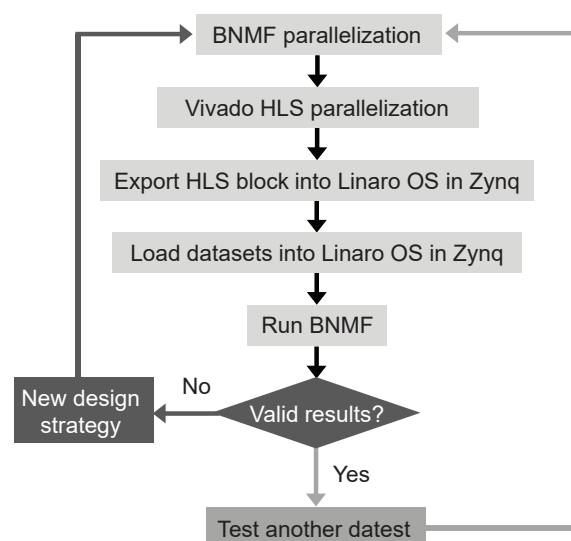 BNMF parallelization
Vivado HLS parallelization
Export HLS block into Linaro OS in Zynq
Load datasets into Linaro OS in Zynq
Run BNMF
No
New design
strategy
Valid results?
Yes
Test another datest